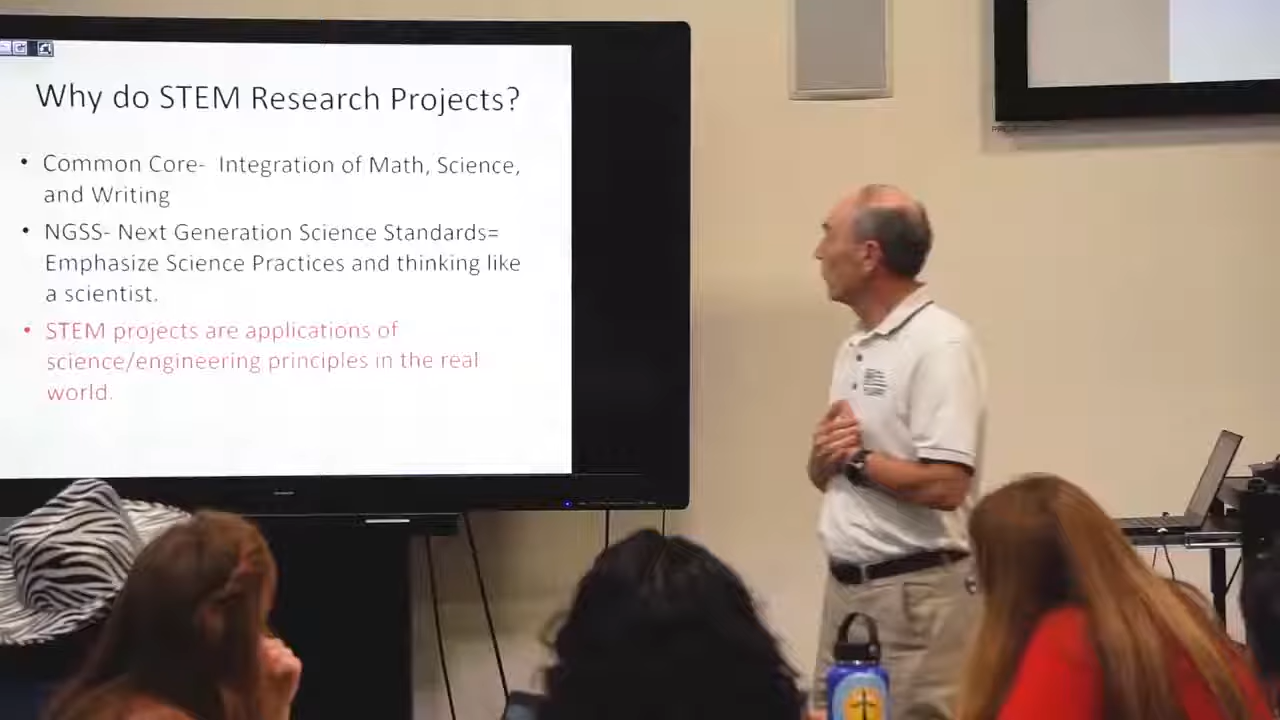 Why do STEM Research Projects?
• Common Core- Integration of Math, Science,
and Writing
• NGSS- Next Generation Science Standards=
Emphasize Science Practices and thinking like
a scientist.
• STEM projects are applications of
science/engineering principles in the real
world.